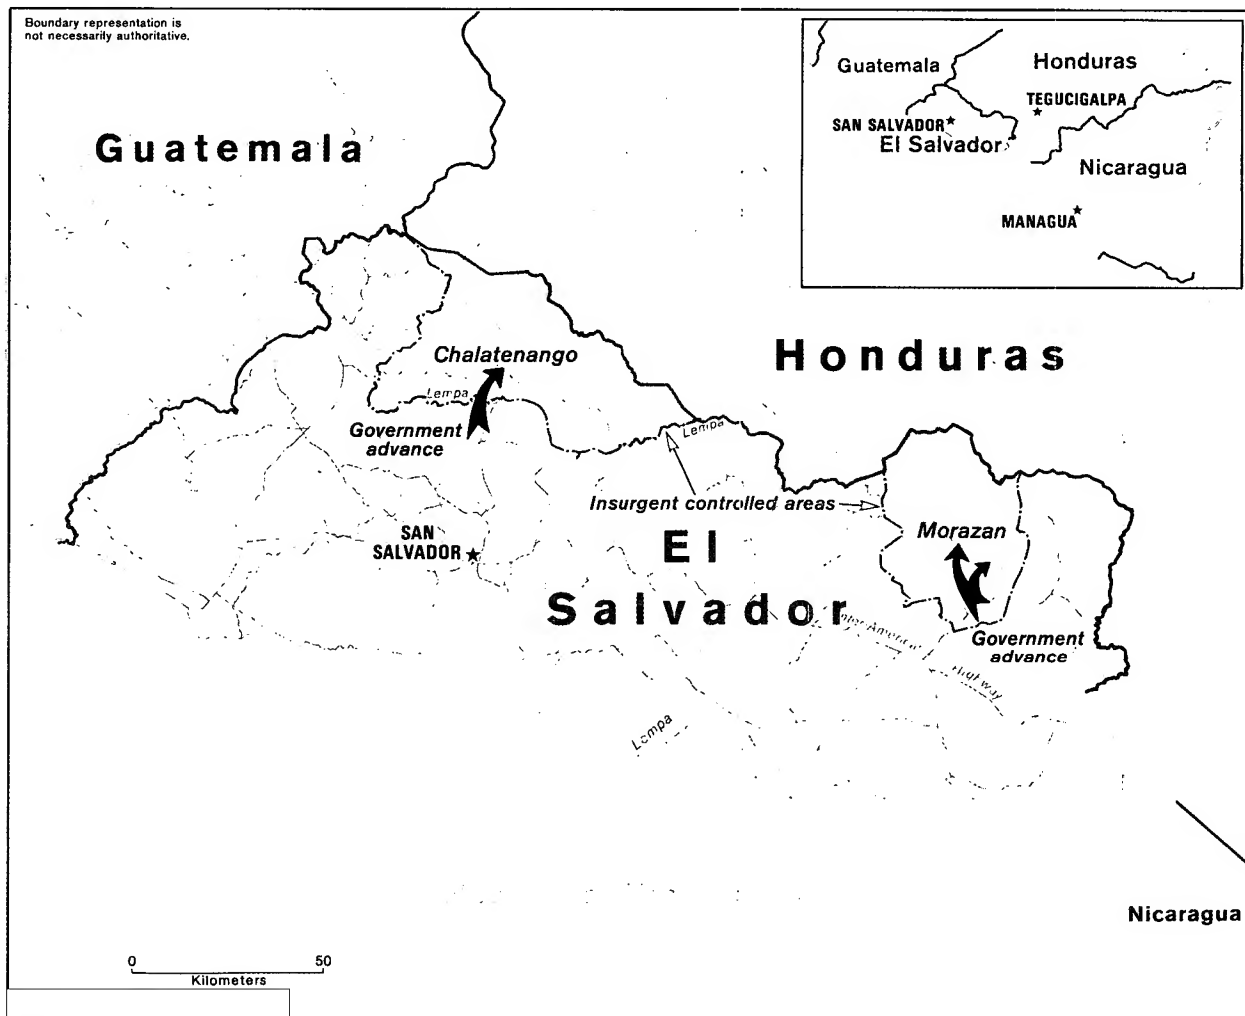 Boundary representation is
not necessarily authoritative.
Guatemala
Honduras
TEGUCIGALPA
SAN SALVADOR
El Salvador
Nicaragua
MANAGUA
Guatemala
Honduras
Chalatenango
Lempa
Government
advance
Lempa
Insurgent controlled areas
SAN
SALVADOR
El
Salvador
Morazan
Government
advance
Highway
Lempa
Nicaragua
0 50
Kilometers